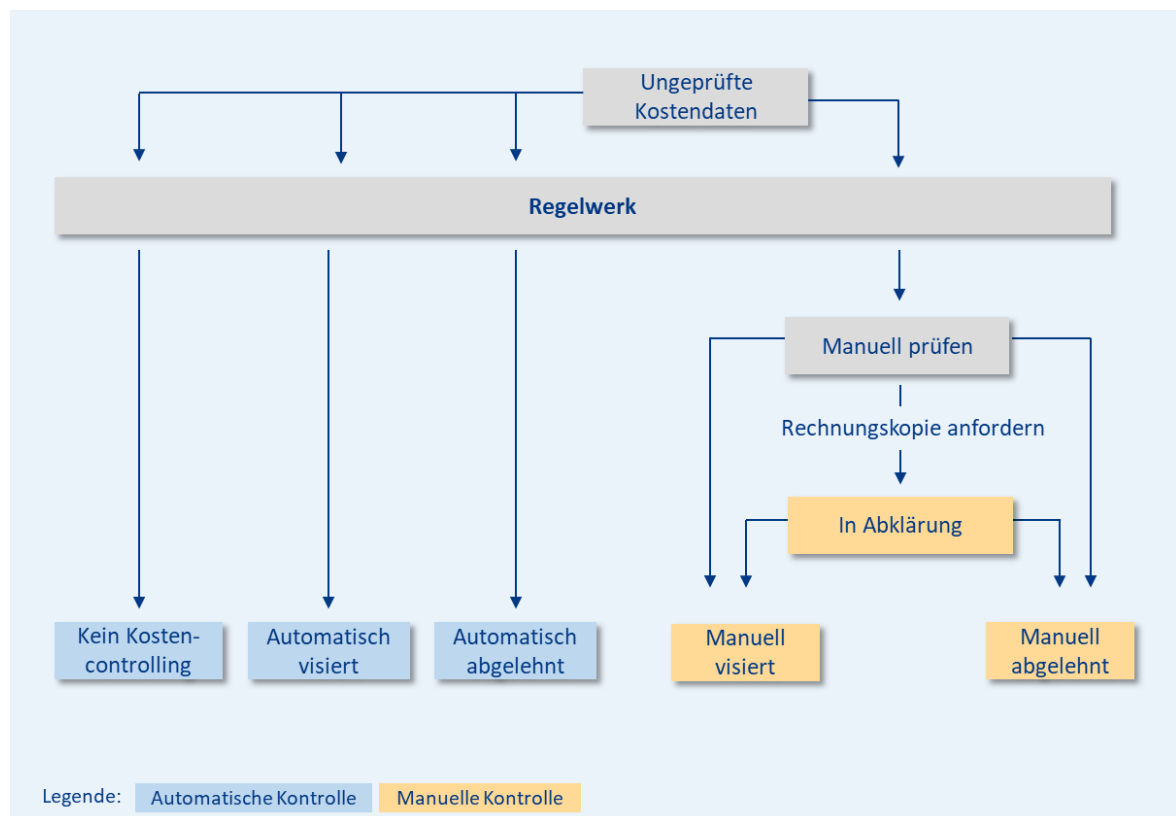 Ungeprüfte
Kostendaten
Regelwerk
Manuell prüfen
Rechnungskopie anfordern
In Abklärung
Kein Kosten-
controlling
Automatisch
visiert
Automatisch
abgelehnt
Manuell
visiert
Manuell
abgelehnt
Legende: Automatische Kontrolle Manuelle Kontrolle